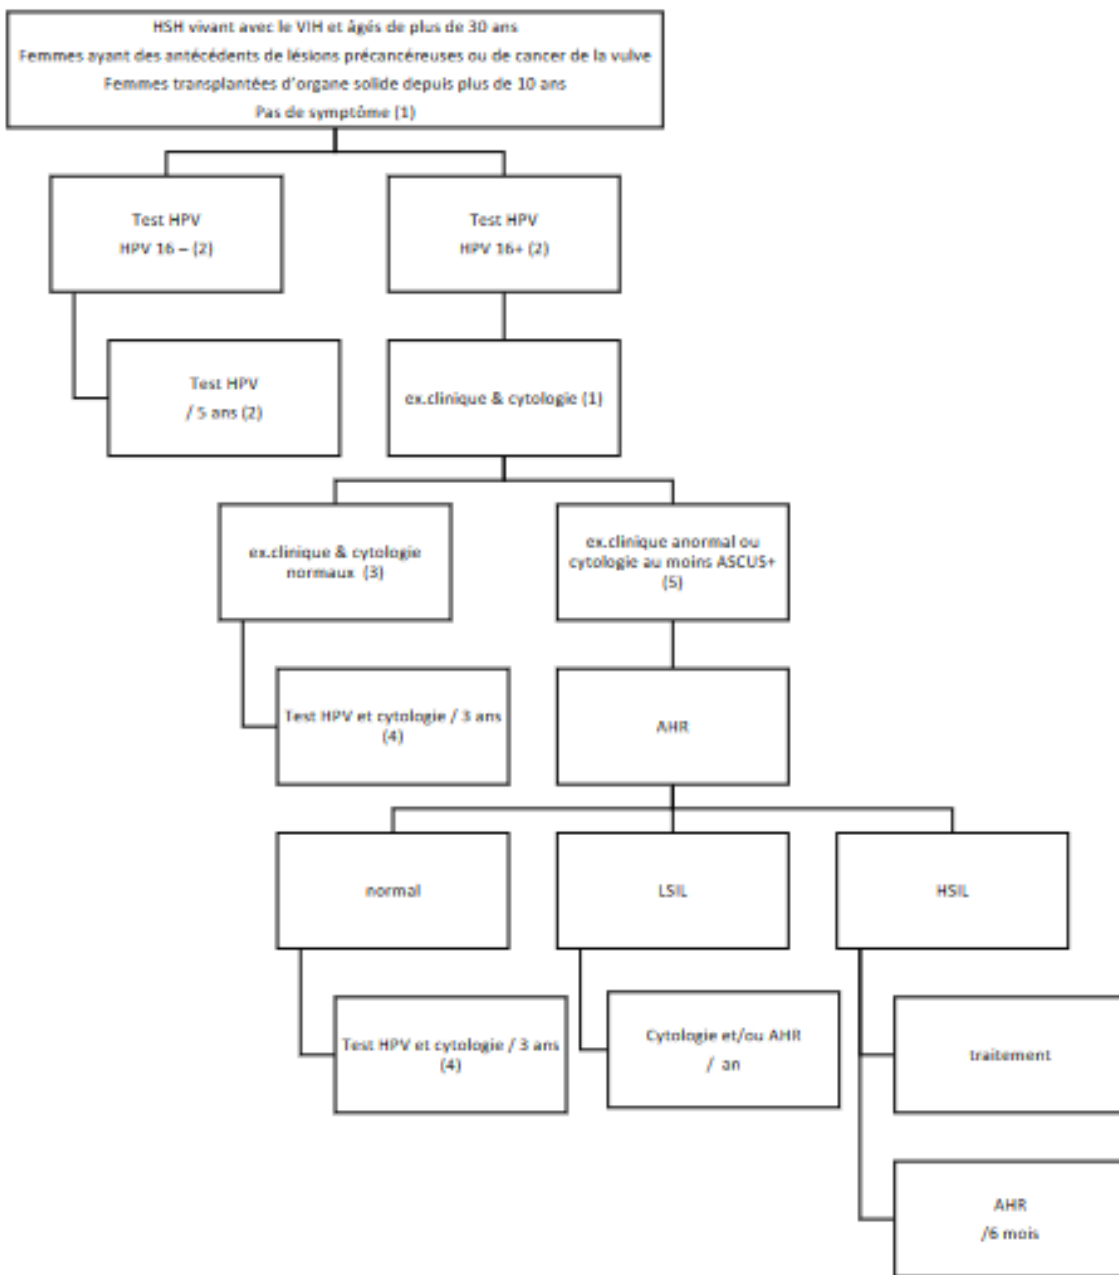 HSH vivant avec le VIH et âgés de plus de 30 ans
Femmes ayant des antécédents de lésions précancéreuses ou de cancer de la vulve
Femmes transplantées d'organe solide depuis plus de 10 ans
Pas de symptôme (1)
Test HPV
HPV 16 – (2)
Test HPV
HPV 16+ (2)
Test HPV
/ 5 ans (2)
ex.clinique & cytologie (1)
ex.clinique & cytologie
normaux (3)
ex.clinique anormal ou
cytologie au moins ASCUS+
(5)
Test HPV et cytologie / 3 ans
(4)
AHR
normal
LSIL
HSIL
Test HPV et cytologie / 3 ans
(4)
Cytologie et/ou AHR
/ an
traitement
AHR
/6 mois